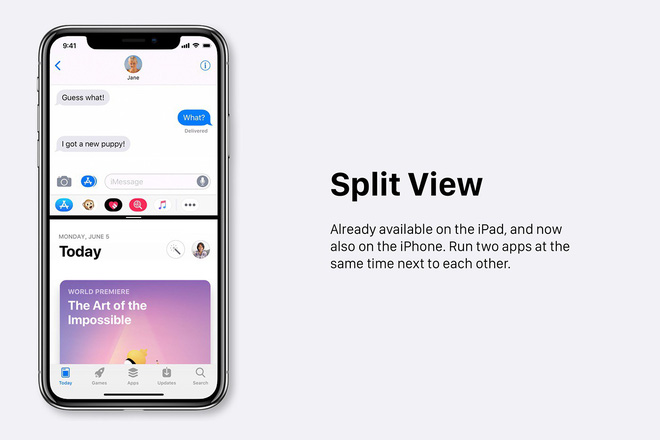 9:41
Jane
Guess what!
What?
Delivered
I got a new puppy!
iMessage
MONDAY, JUNE 5
Today
WORLD PREMIERE
The Art of the
Impossible
Today Games Apps Updates Search
Split View
Already available on the iPad, and now
also on the iPhone. Run two apps at the
same time next to each other.